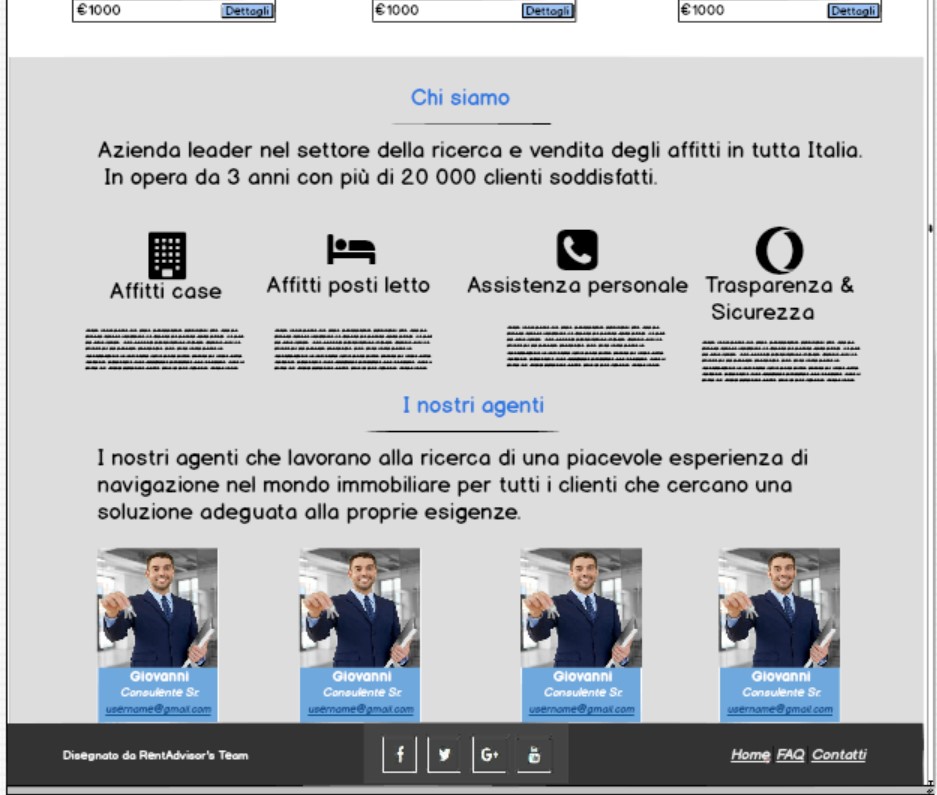 €1000 Dettagli €1000 Dettagli €1000 Dettagli
Chi siamo
Azienda leader nel settore della ricerca e vendita degli affitti in tutta Italia.
In opera da 3 anni con più di 20 000 clienti soddisfatti.
Affitti case
Affitti posti letto
Assistenza personale
Trasparenza &
Sicurezza
I nostri agenti
I nostri agenti che lavorano alla ricerca di una piacevole esperienza di
navigazione nel mondo immobiliare per tutti i clienti che cercano una
soluzione adeguata alla proprie esigenze.
Giovanni
Consulente Sr.
username@gmail.com
Giovanni
Consulente Sr.
username@gmail.com
Giovanni
Consulente Sr.
username@gmail.com
Giovanni
Consulente Sr.
username@gmail.com
Disegnato da RentAdvisor's Team
f G+ You Tube
Home FAQ Contatti